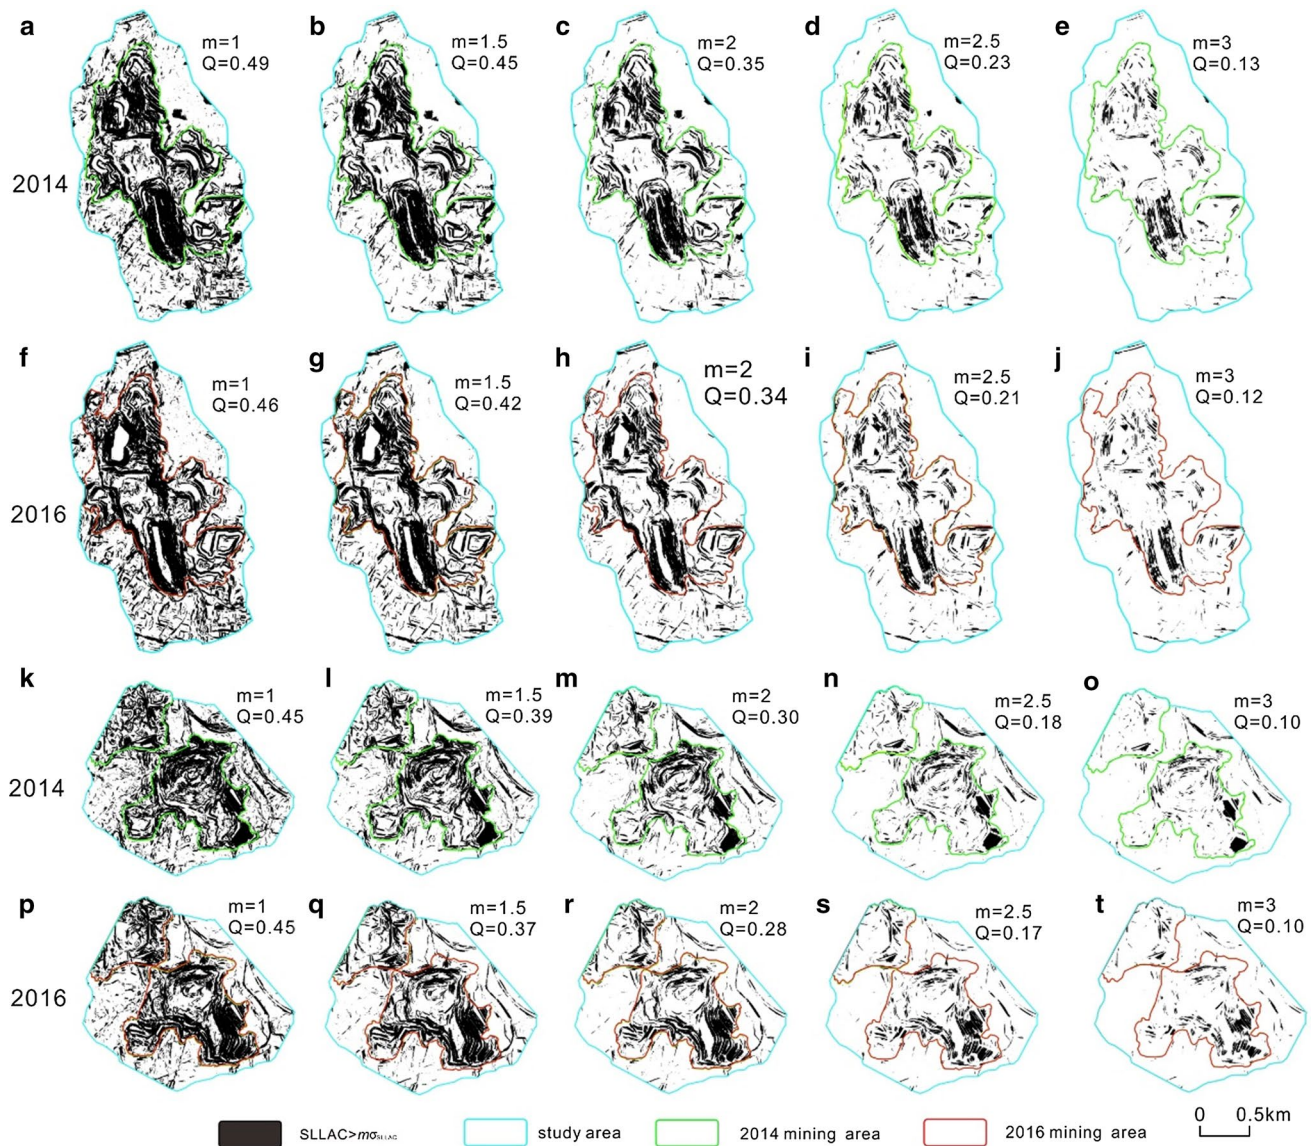 a
m=1
Q=0.49
b
m=1.5
Q=0.45
c
m=2
Q=0.35
d
m=2.5
Q=0.23
e
m=3
Q=0.13
2014
f
m=1
Q=0.46
g
m=1.5
Q=0.42
h
m=2
Q=0.34
i
m=2.5
Q=0.21
j
m=3
Q=0.12
2016
k
m=1
Q=0.45
l
m=1.5
Q=0.39
m
m=2
Q=0.30
n
m=2.5
Q=0.18
o
m=3
Q=0.10
2014
p
m=1
Q=0.45
q
m=1.5
Q=0.37
r
m=2
Q=0.28
s
m=2.5
Q=0.17
t
m=3
Q=0.10
2016
SLLAC>mσSLLAC
study area
2014 mining area
2016 mining area
0 0.5km